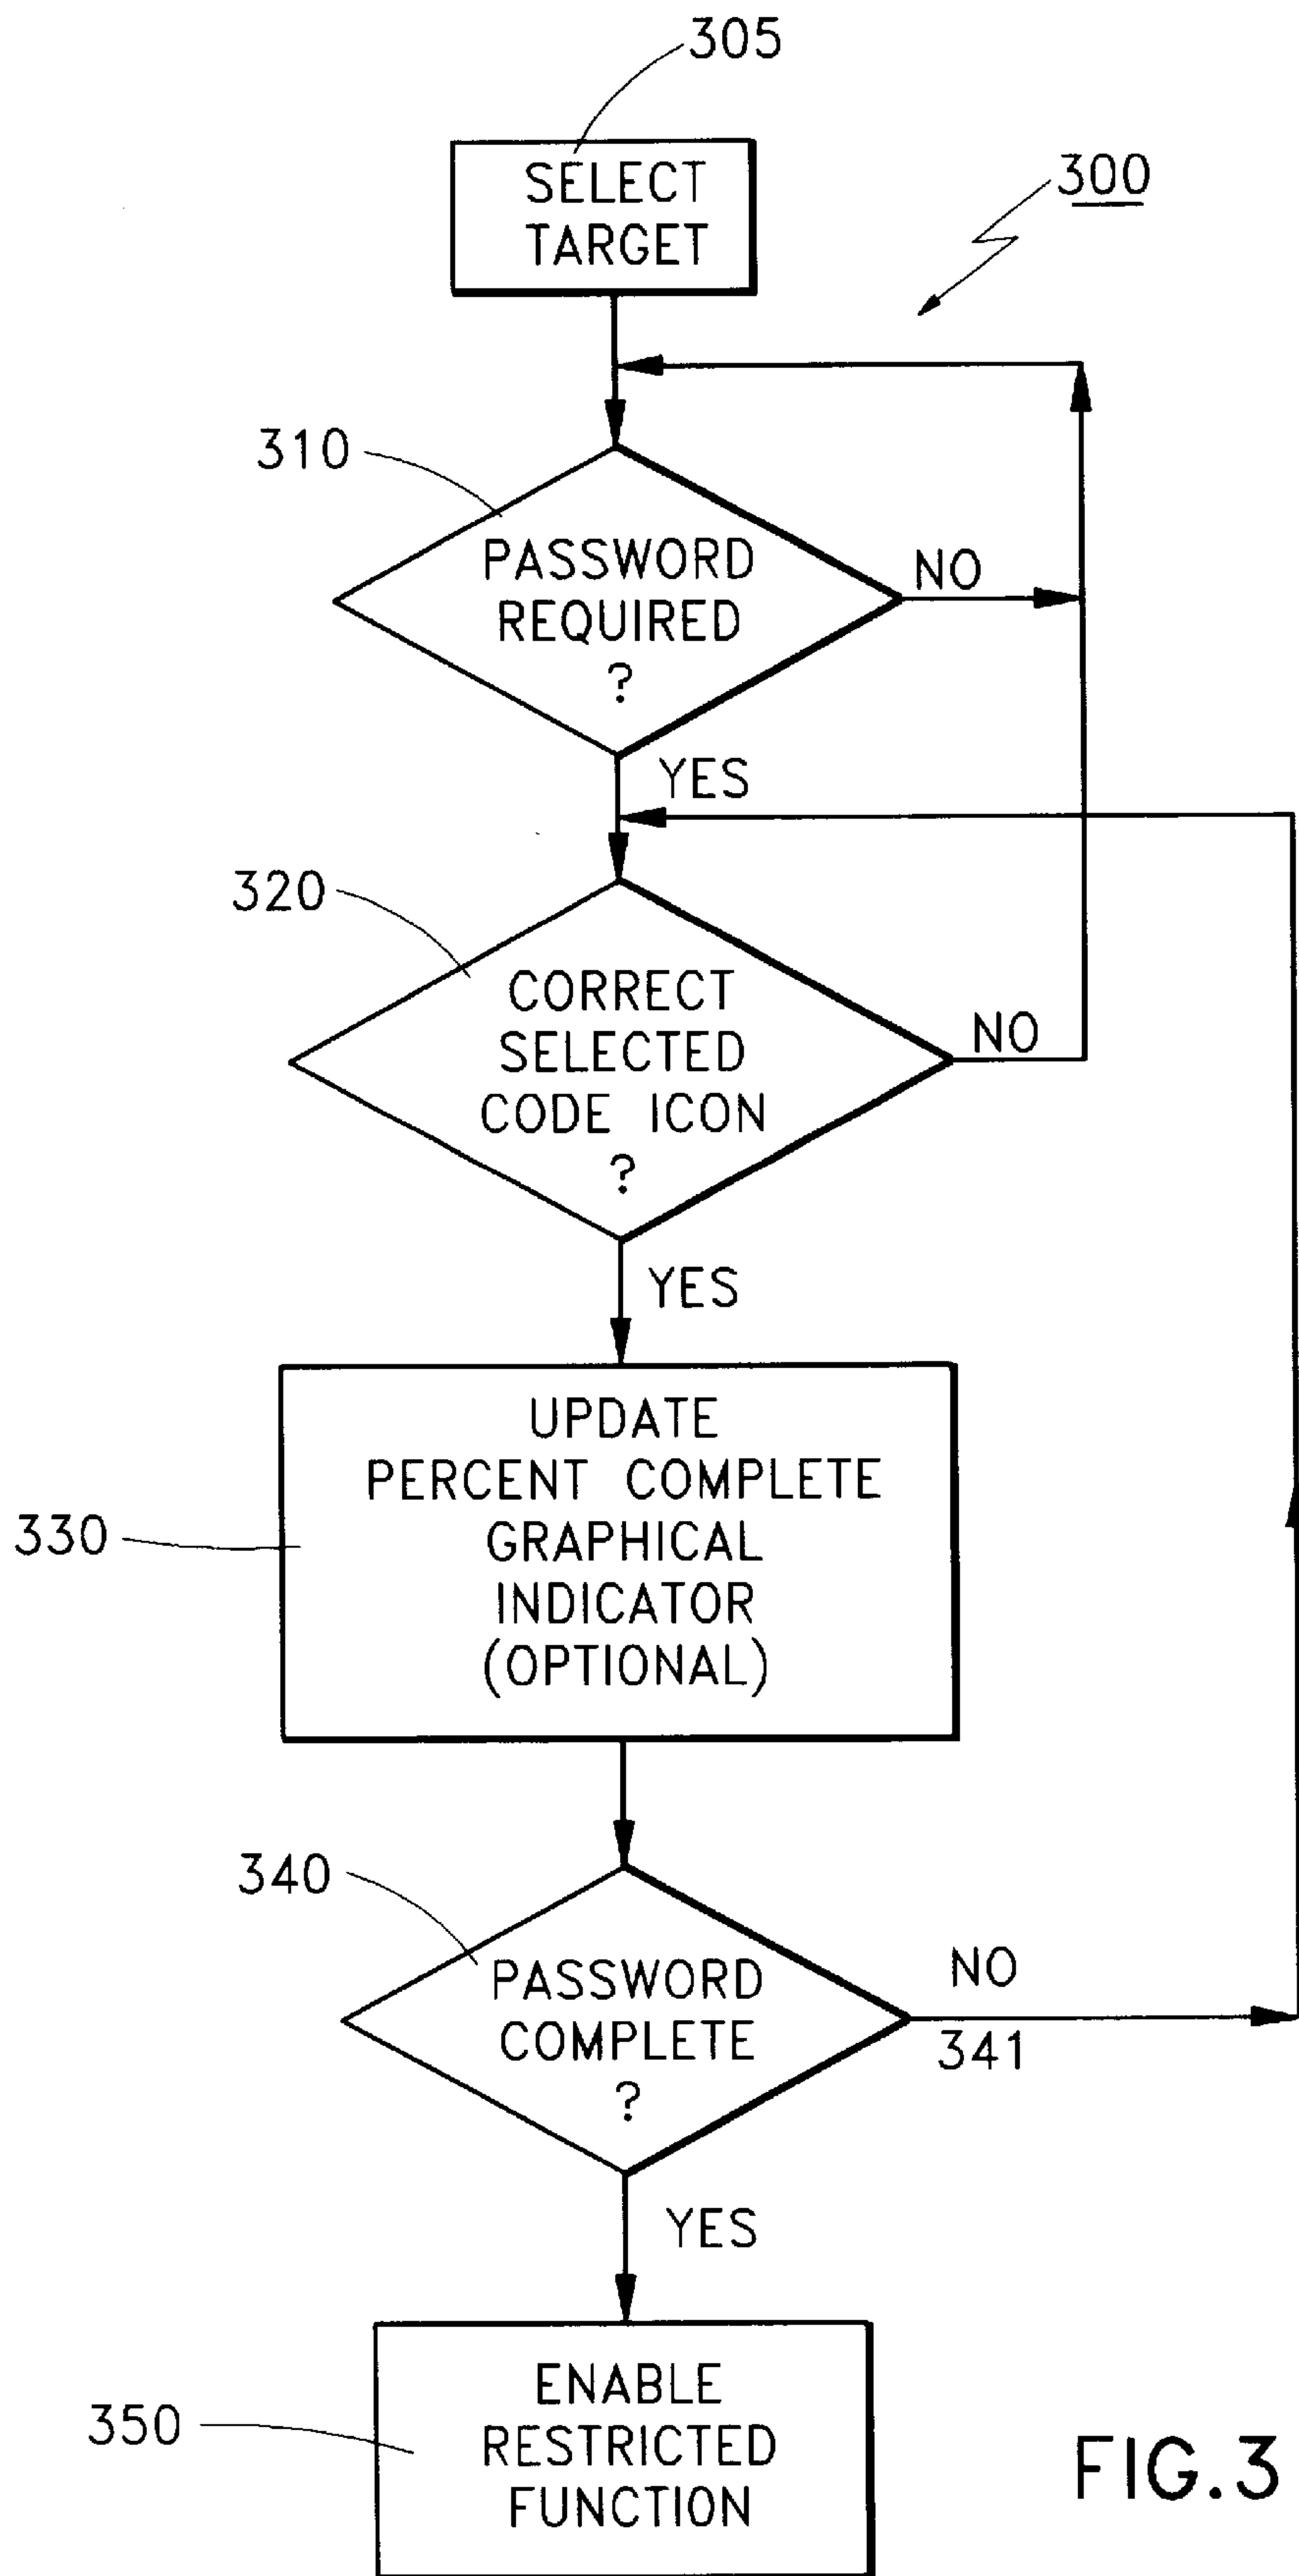 305
SELECT
TARGET
300
310
PASSWORD
REQUIRED
?
NO
YES
320
CORRECT
SELECTED
CODE ICON
?
NO
YES
330
UPDATE
PERCENT COMPLETE
GRAPHICAL
INDICATOR
(OPTIONAL)
340
PASSWORD
COMPLETE
?
NO
341
YES
350
ENABLE
RESTRICTED
FUNCTION
FIG.3